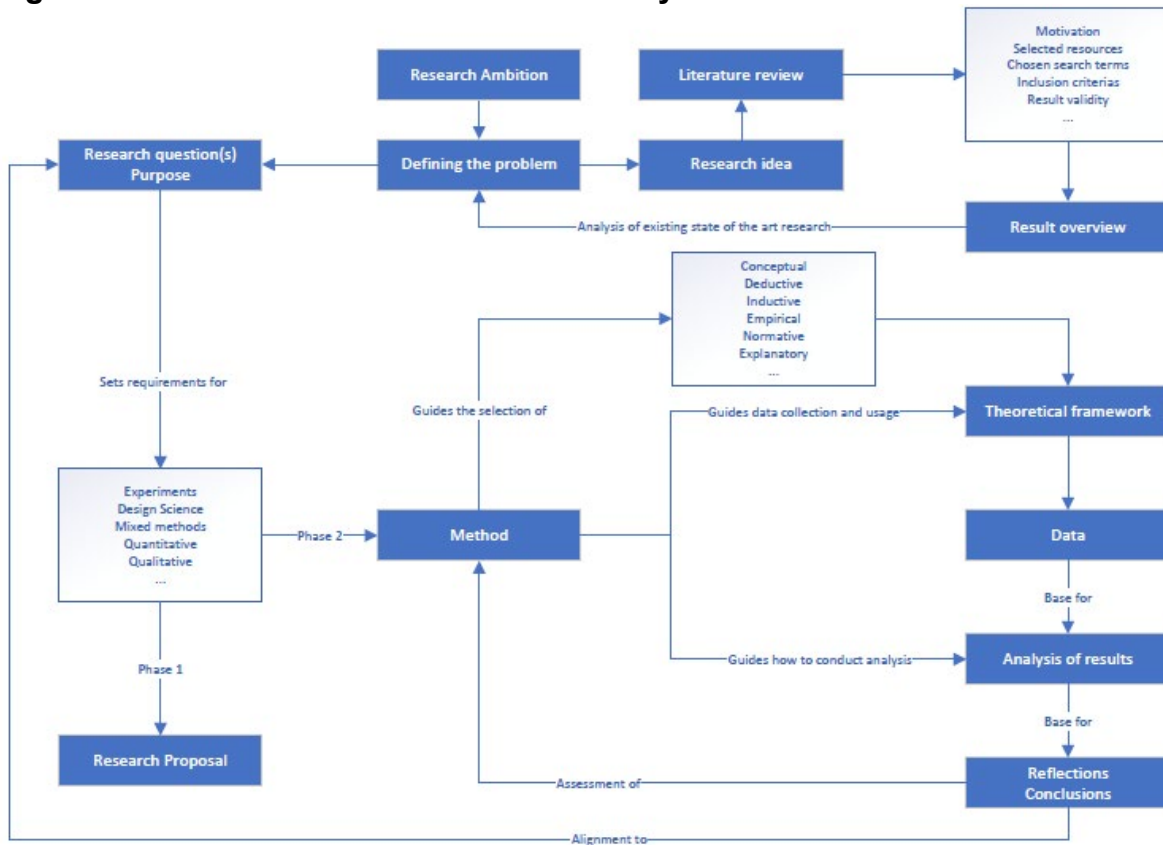 Motivation
Selected resources
Chosen search terms
Inclusion criterias
Result validity
...
Research Ambition
Literature review
Research question(s)
Purpose
Defining the problem
Research idea
Analysis of existing state of the art research
Result overview
Conceptual
Deductive
Inductive
Empirical
Normative
Explanatory
...
Sets requirements for
Guides the selection of
Guides data collection and usage
Theoretical framework
Experiments
Design Science
Mixed methods
Quantitative
Qualitative
...
Phase 2
Method
Data
Base for
Phase 1
Guides how to conduct analysis
Analysis of results
Base for
Research Proposal
Assessment of
Reflections
Conclusions
Alignment to